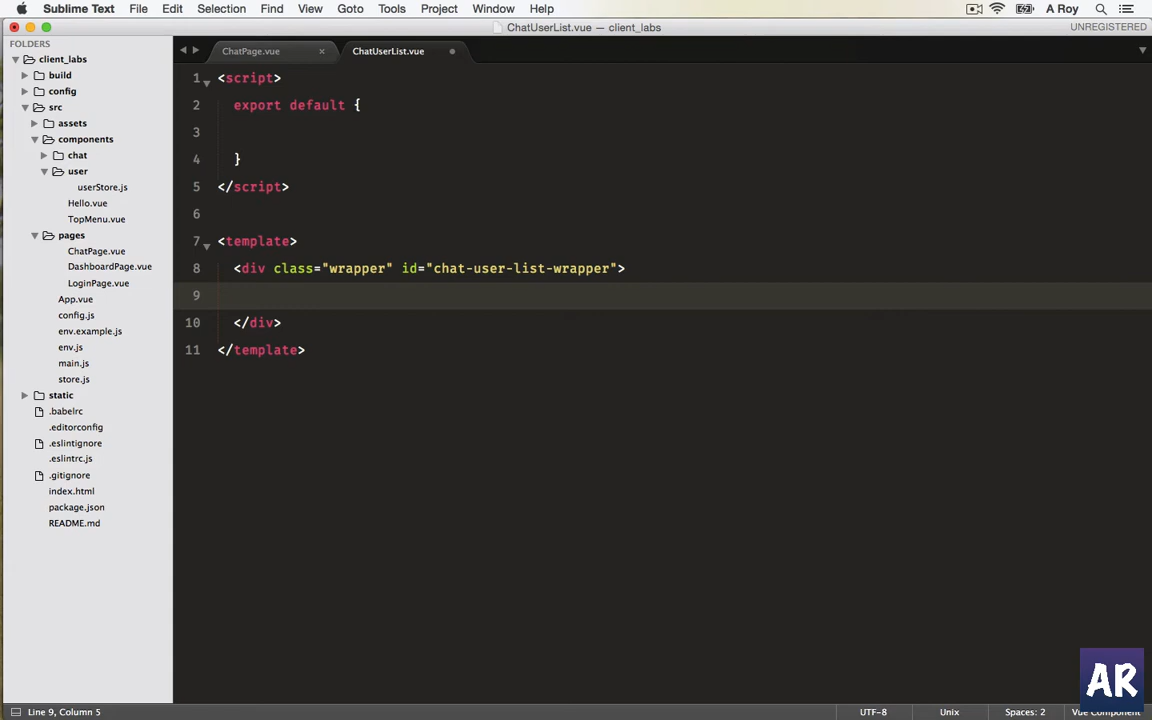 Sublime Text File Edit Selection Find View Goto Tools Project Window Help A Roy
ChatUserList.vue — client_labs UNREGISTERED
FOLDERS
client_labs
build
config
src
assets
components
chat
user
userStore.js
Hello.vue
TopMenu.vue
pages
ChatPage.vue
DashboardPage.vue
LoginPage.vue
App.vue
config.js
env.example.js
env.js
main.js
store.js
static
.babelrc
.editorconfig
.eslintignore
.eslintrc.js
.gitignore
index.html
package.json
README.md
ChatPage.vue × ChatUserList.vue
1 <script>
2 export default {
3
4 }
5 </script>
6
7 <template>
8 <div class="wrapper" id="chat-user-list-wrapper">
9
10 </div>
11 </template>
AR
Line 9, Column 5 UTF-8 Unix Spaces: 2 Vue Component